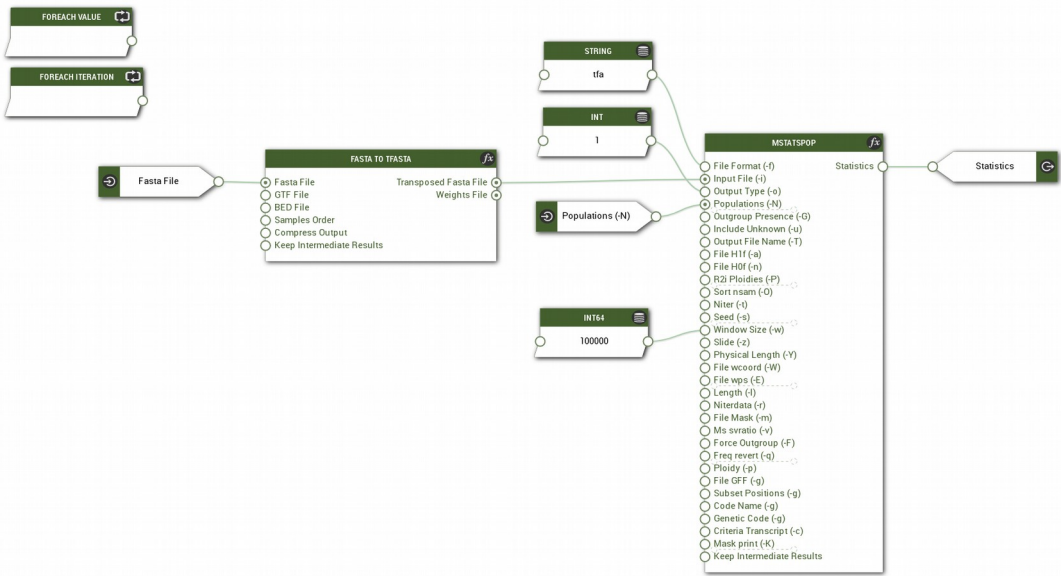 FOREACH VALUE
FOREACH ITERATION
STRING
tfa
INT
1
FASTA TO TFASTA
fx
Fasta File
Fasta File
Transposed Fasta File
GTF File
Weights File
BED File
Samples Order
Compress Output
Keep Intermediate Results
Populations (-N)
INT64
100000
MSTATSPOP
fx
File Format (-f)
Statistics
Input File (-i)
Output Type (-o)
Populations (-N)
Outgroup Presence (-G)
Include Unknown (-u)
Output File Name (-T)
File H1f (-a)
File H0f (-n)
R2i Ploidies (-P)
Sort nsam (-O)
Niter (-t)
Seed (-s)
Window Size (-w)
Slide (-z)
Physical Length (-Y)
File wcoord (-W)
File wps (-E)
Length (-l)
Niterdata (-r)
File Mask (-m)
Ms svratio (-v)
Force Outgroup (-F)
Freq revert (-q)
Ploidy (-p)
File GFF (-g)
Subset Positions (-g)
Code Name (-g)
Genetic Code (-g)
Criteria Transcript (-c)
Mask print (-K)
Keep Intermediate Results
Statistics